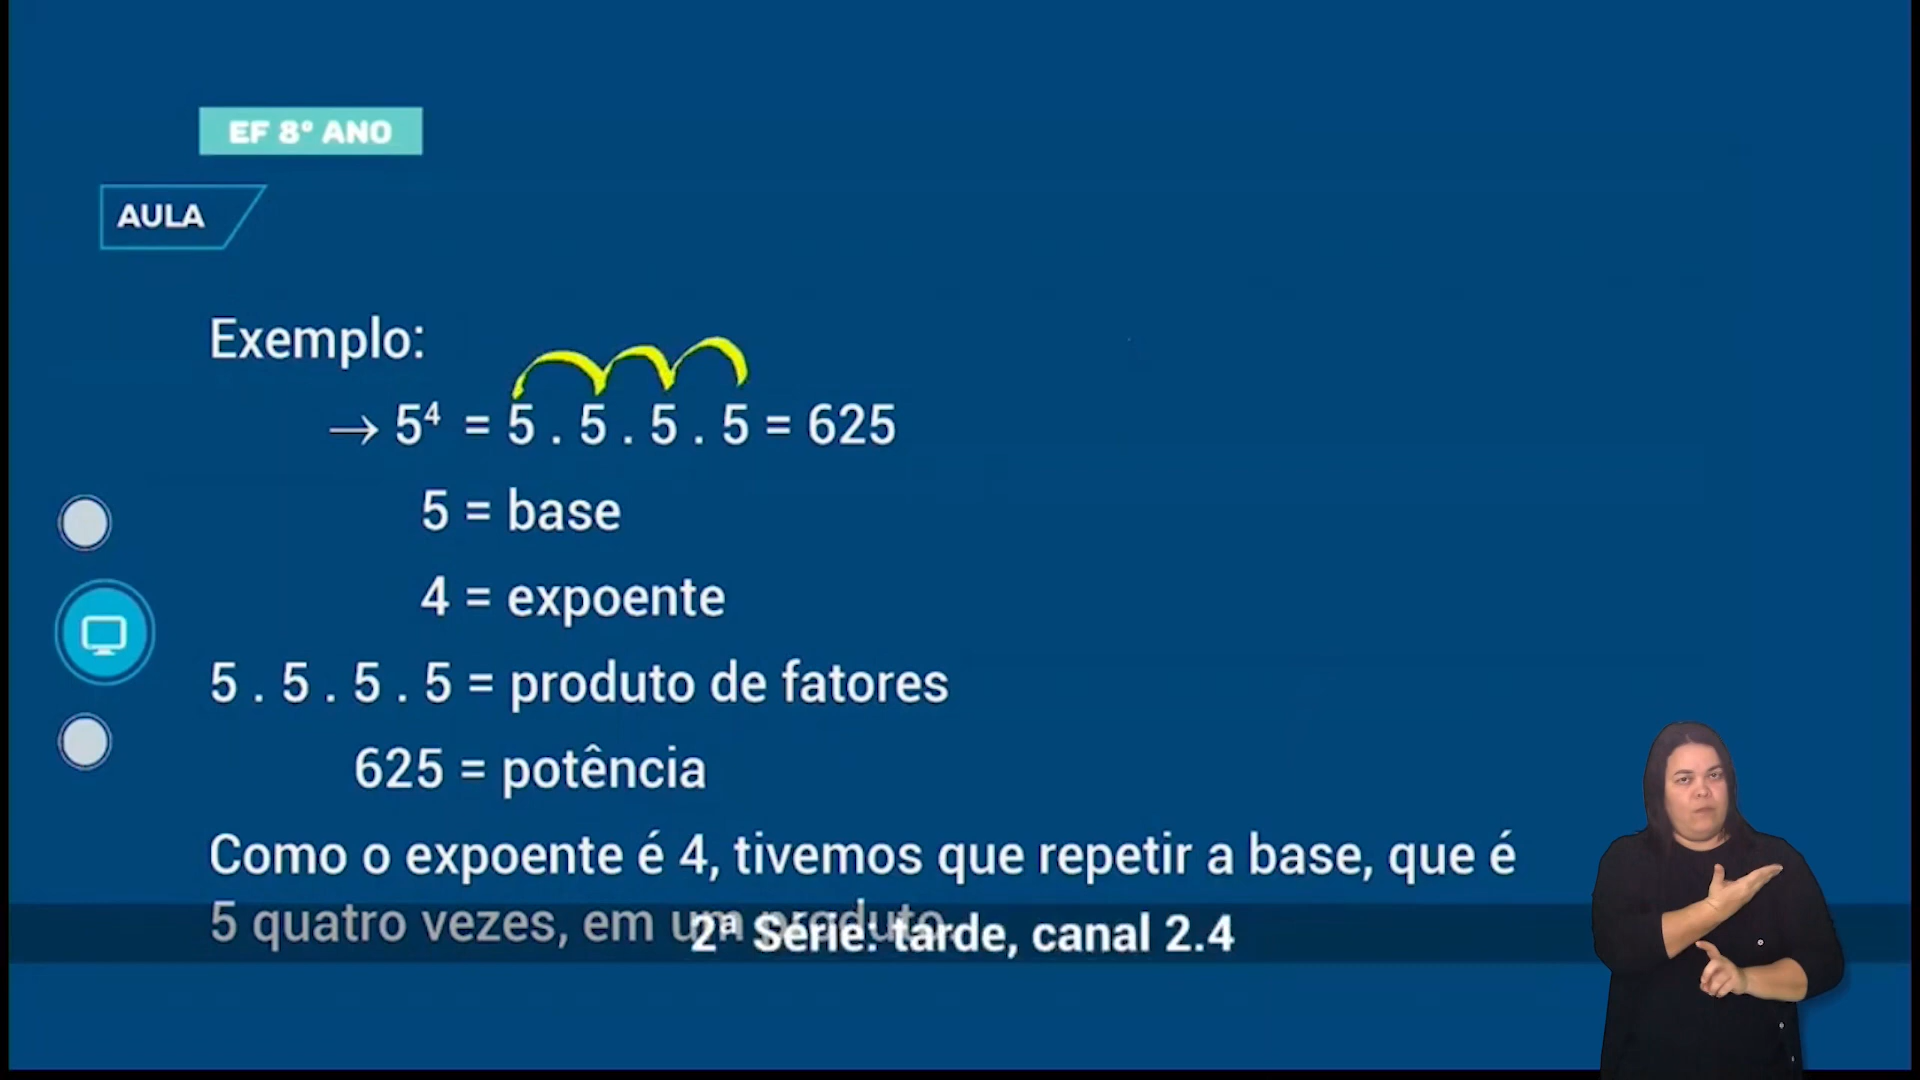 EF 8º ANO
AULA
Exemplo:
→ 5⁴ = 5 . 5 . 5 . 5 = 625
5 = base
4 = expoente
5 . 5 . 5 . 5 = produto de fatores
625 = potência
Como o expoente é 4, tivemos que repetir a base, que é
5 quatro vezes, em um produto.
2ª Série: tarde, canal 2.4